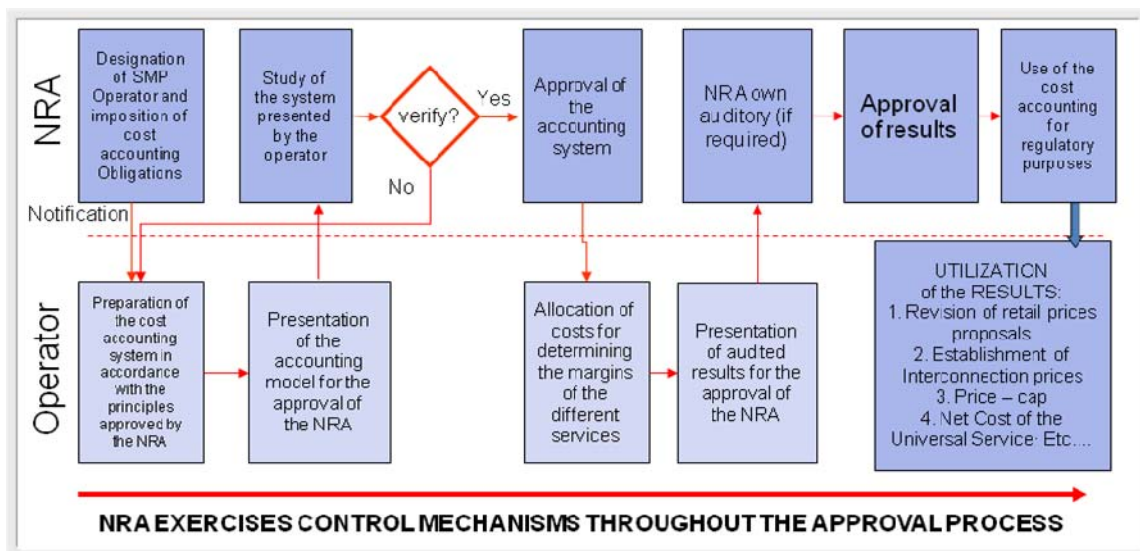 NRA
Designation
of SMP
Operator and
imposition of
cost
accounting
Obligations
Study of
the system
presented
by the
operator
verify?
Yes
No
Approval of
the
accounting
system
NRA own
auditory (if
required)
Approval
of results
Use of the
cost
accounting
for
regulatory
purposes
Notification
Operator
Preparation of
the cost
accounting
system in
accordance
with the
principles
approved by
the NRA
Presentation
of the
accounting
model for the
approval of
the NRA
Allocation of
costs for
determining
the margins
of the
different
services
Presentation
of audited
results for the
approval of
the NRA
UTILIZATION
of the RESULTS:
1. Revision of retail prices
proposals
2. Establishment of
Interconnection prices
3. Price – cap
4. Net Cost of the
Universal Service· Etc....
NRA EXERCISES CONTROL MECHANISMS THROUGHOUT THE APPROVAL PROCESS